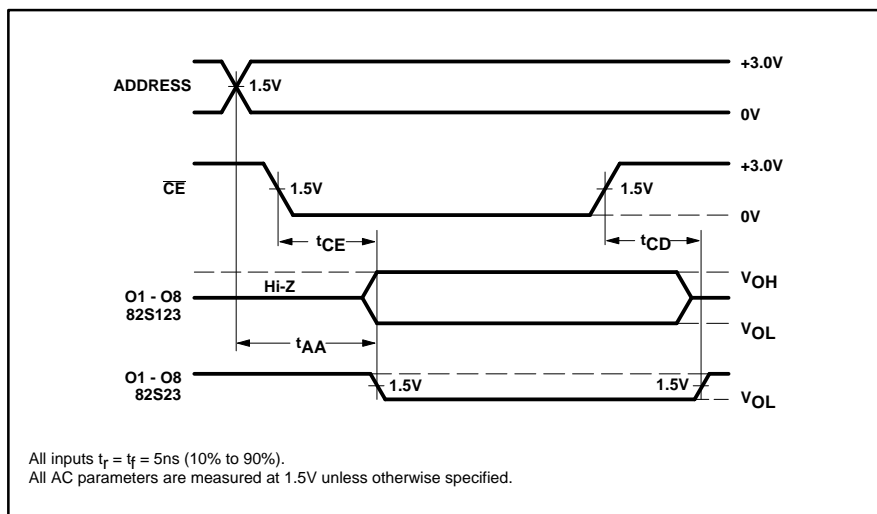 +3.0V
ADDRESS
1.5V
0V
+3.0V
CE
1.5V
1.5V
0V
tCE
tCD
VOH
Hi-Z
O1 - O8
82S123
VOL
tAA
O1 - O8
82S23
1.5V
1.5V
VOL
All inputs tr = tf = 5ns (10% to 90%).
All AC parameters are measured at 1.5V unless otherwise specified.